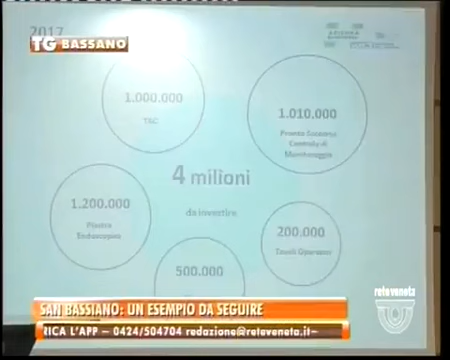 2017
TG BASSANO
1.000.000
TAC
1.010.000
Pronto Soccorso
Centrale di
Monitoraggio
4 milioni
da investire
1.200.000
Piastra
Endoscopica
200.000
Tavoli Operatori
500.000
reteveneta
SAN BASSIANO: UN ESEMPIO DA SEGUIRE
RICA L'APP – 0424/504704 redazione@reteveneta.it–